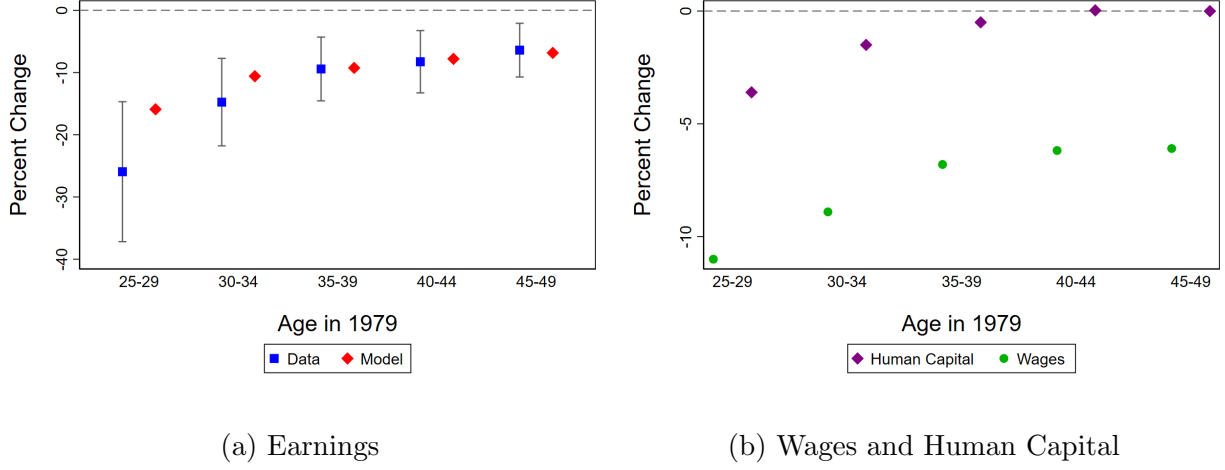 Percent Change
0
-10
-20
-30
-40
25-29 30-34 35-39 40-44 45-49
Age in 1979
Data Model
(a) Earnings
Percent Change
0
-5
-10
25-29 30-34 35-39 40-44 45-49
Age in 1979
Human Capital Wages
(b) Wages and Human Capital